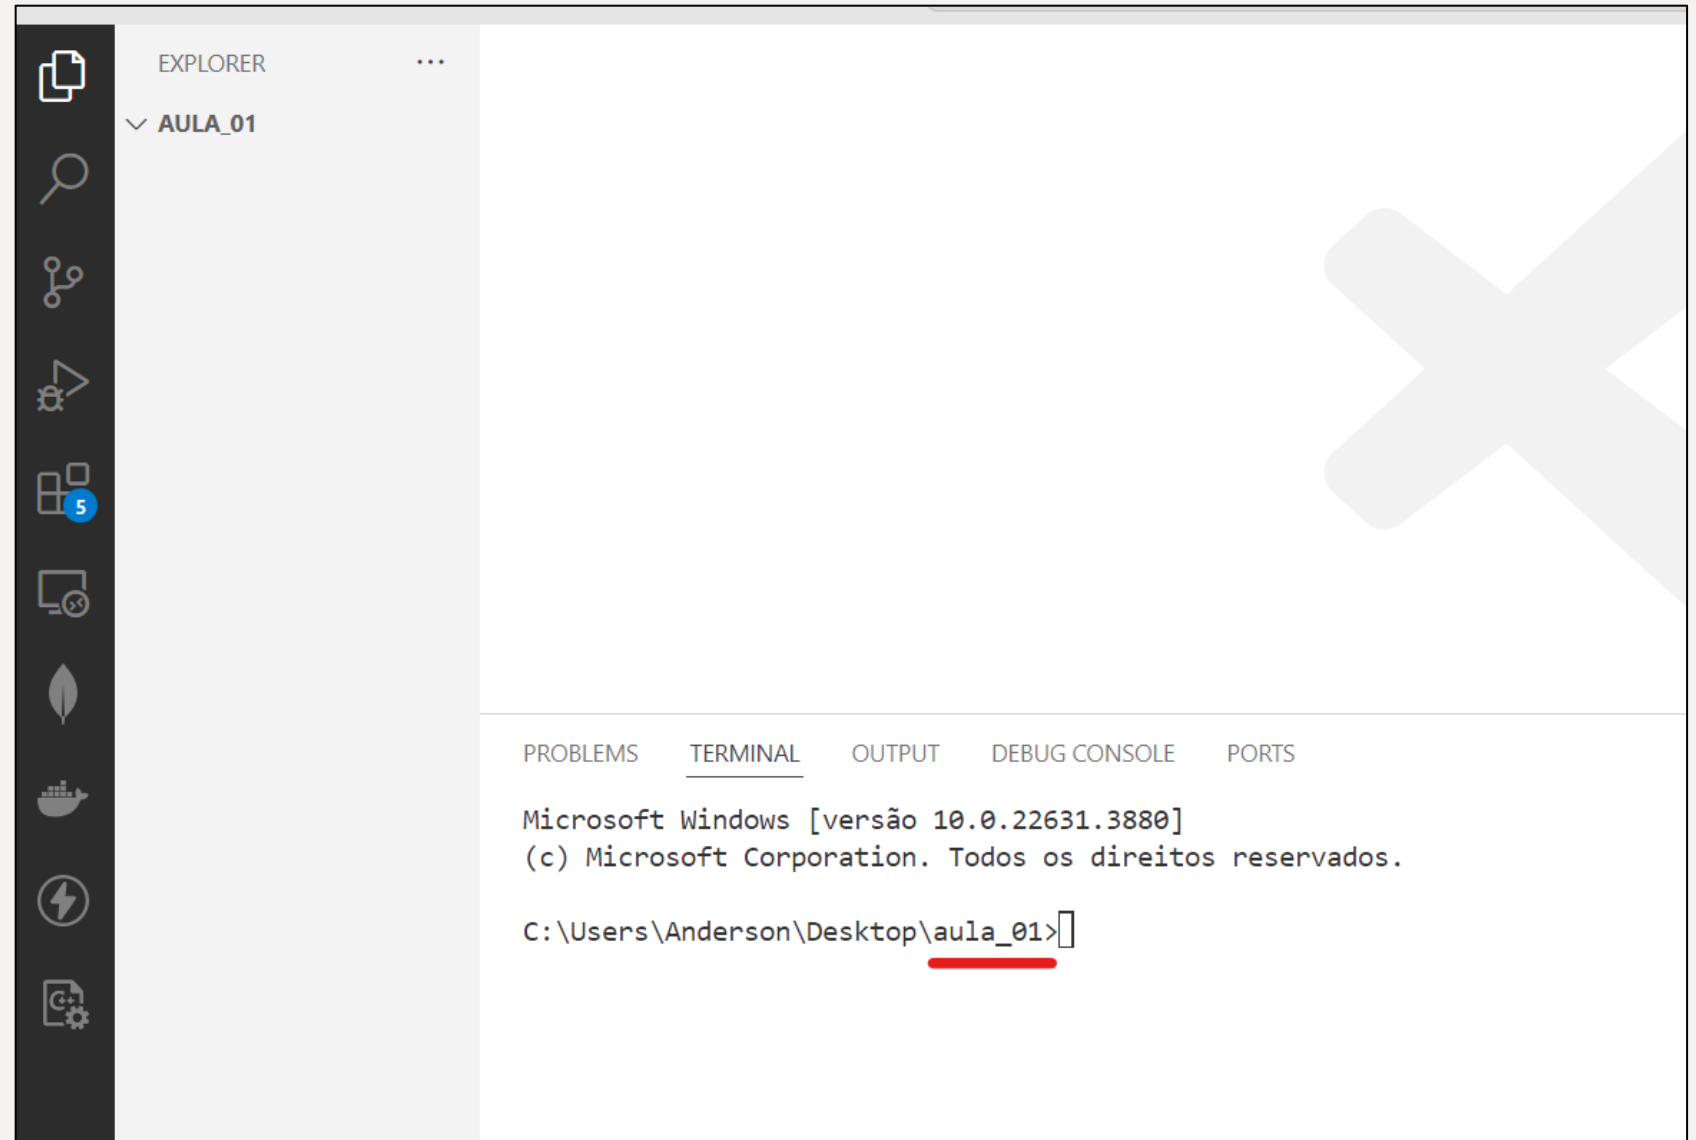 EXPLORER ...
AULA_01
5
PROBLEMS TERMINAL OUTPUT DEBUG CONSOLE PORTS
Microsoft Windows [versão 10.0.22631.3880]
(c) Microsoft Corporation. Todos os direitos reservados.
C:\Users\Anderson\Desktop\aula_01>
C++